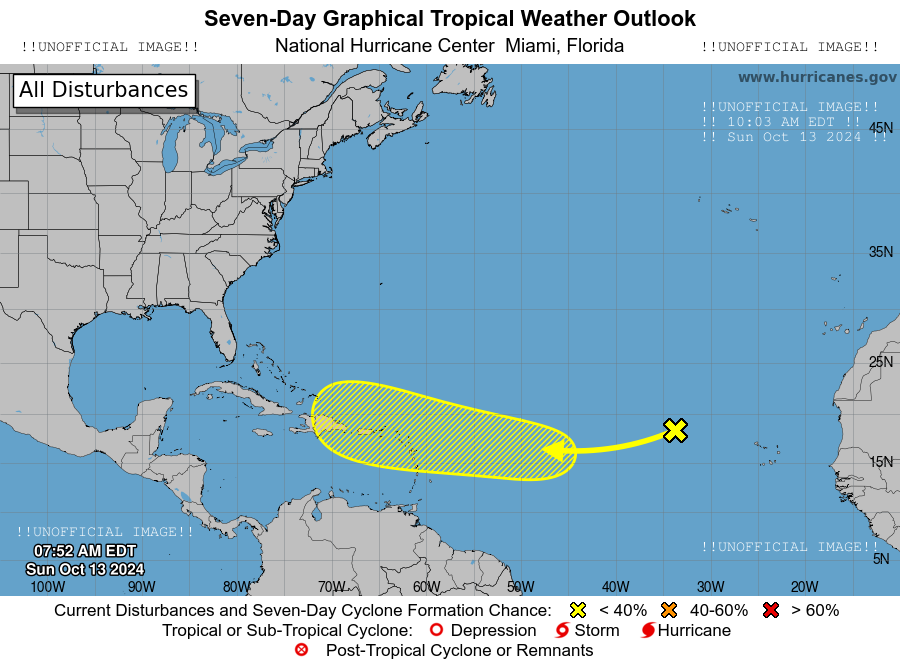 Seven-Day Graphical Tropical Weather Outlook
!!UNOFFICIAL IMAGE!!
National Hurricane Center Miami, Florida
!!UNOFFICIAL IMAGE!!
All Disturbances
www.hurricanes.gov
!!UNOFFICIAL IMAGE!!
!! 10:03 AM EDT !!
!! Sun Oct 13 2024 !!
45N
35N
25N
15N
!!UNOFFICIAL IMAGE!!
07:52 AM EDT
Sun Oct 13 2024
!!UNOFFICIAL IMAGE!!
5N
100W 90W 80W 70W 60W 50W 40W 30W 20W
Current Disturbances and Seven-Day Cyclone Formation Chance: < 40% 40-60% > 60%
Tropical or Sub-Tropical Cyclone: Depression Storm Hurricane
Post-Tropical Cyclone or Remnants